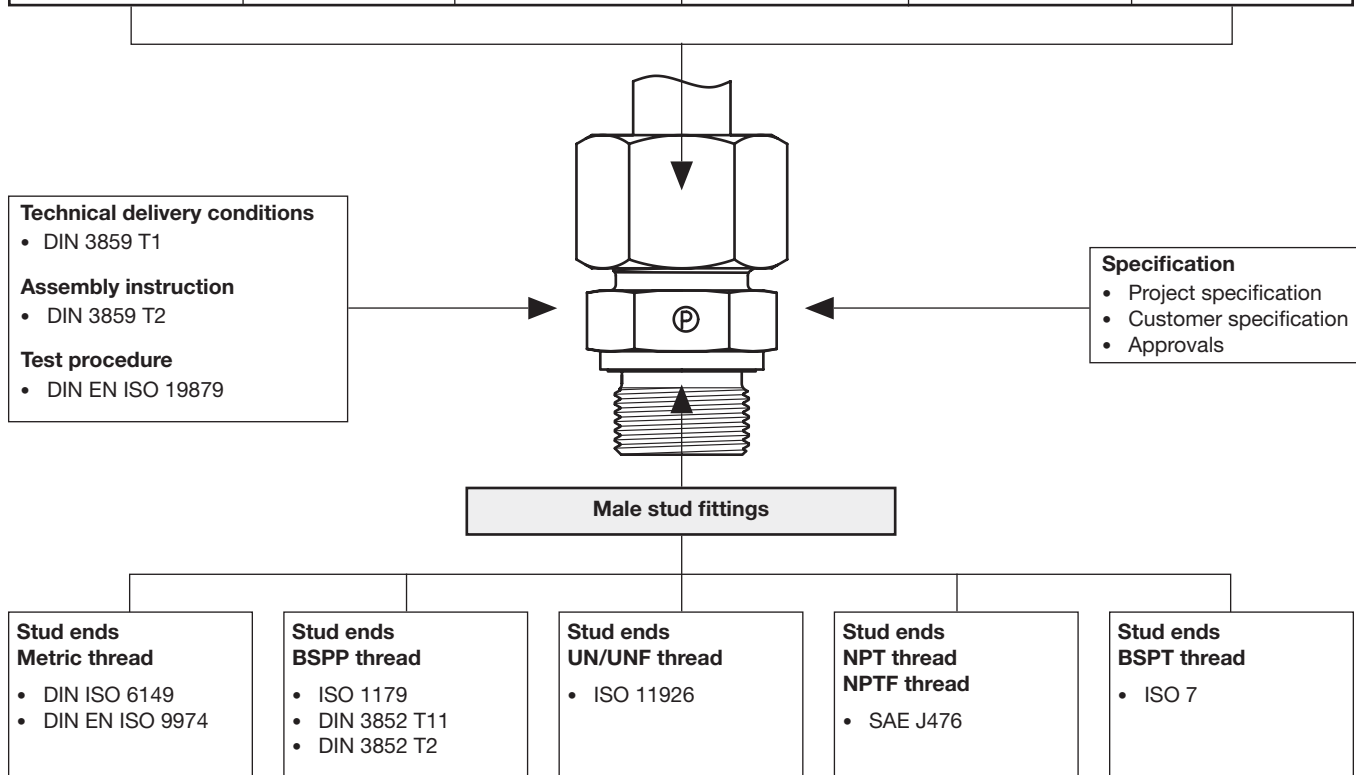 Technical delivery conditions
• DIN 3859 T1
Assembly instruction
• DIN 3859 T2
Test procedure
• DIN EN ISO 19879
Specification
• Project specification
• Customer specification
• Approvals
P
Male stud fittings
Stud ends
Metric thread
• DIN ISO 6149
• DIN EN ISO 9974
Stud ends
BSPP thread
• ISO 1179
• DIN 3852 T11
• DIN 3852 T2
Stud ends
UN/UNF thread
• ISO 11926
Stud ends
NPT thread
NPTF thread
• SAE J476
Stud ends
BSPT thread
• ISO 7